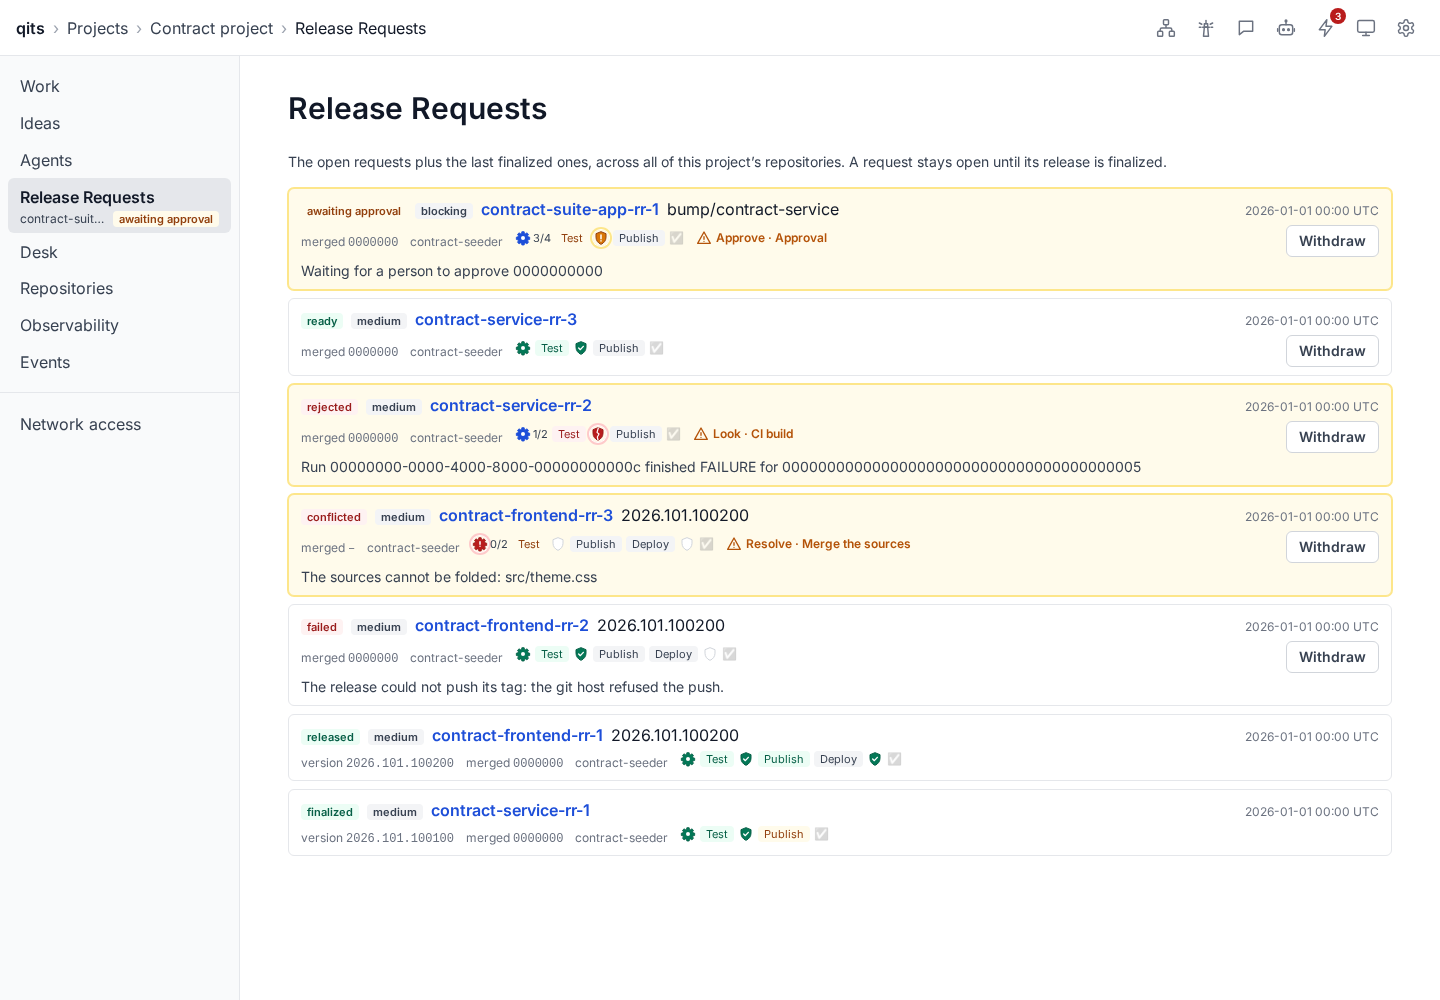 qits › Projects › Contract project › Release Requests
3
Work
Ideas
Agents
Release Requests
contract-suit... awaiting approval
Desk
Repositories
Observability
Events
Network access
Release Requests
The open requests plus the last finalized ones, across all of this project’s repositories. A request stays open until its release is finalized.
awaiting approval blocking contract-suite-app-rr-1 bump/contract-service 2026-01-01 00:00 UTC
merged 0000000 contract-seeder 3/4 Test Publish Approve · Approval Withdraw
Waiting for a person to approve 0000000000
ready medium contract-service-rr-3 2026-01-01 00:00 UTC
merged 0000000 contract-seeder Test Publish Withdraw
rejected medium contract-service-rr-2 2026-01-01 00:00 UTC
merged 0000000 contract-seeder 1/2 Test Publish Look · CI build Withdraw
Run 00000000-0000-4000-8000-00000000000c finished FAILURE for 0000000000000000000000000000000000000005
conflicted medium contract-frontend-rr-3 2026.101.100200 2026-01-01 00:00 UTC
merged – contract-seeder 0/2 Test Publish Deploy Resolve · Merge the sources Withdraw
The sources cannot be folded: src/theme.css
failed medium contract-frontend-rr-2 2026.101.100200 2026-01-01 00:00 UTC
merged 0000000 contract-seeder Test Publish Deploy Withdraw
The release could not push its tag: the git host refused the push.
released medium contract-frontend-rr-1 2026.101.100200 2026-01-01 00:00 UTC
version 2026.101.100200 merged 0000000 contract-seeder Test Publish Deploy
finalized medium contract-service-rr-1 2026-01-01 00:00 UTC
version 2026.101.100100 merged 0000000 contract-seeder Test Publish